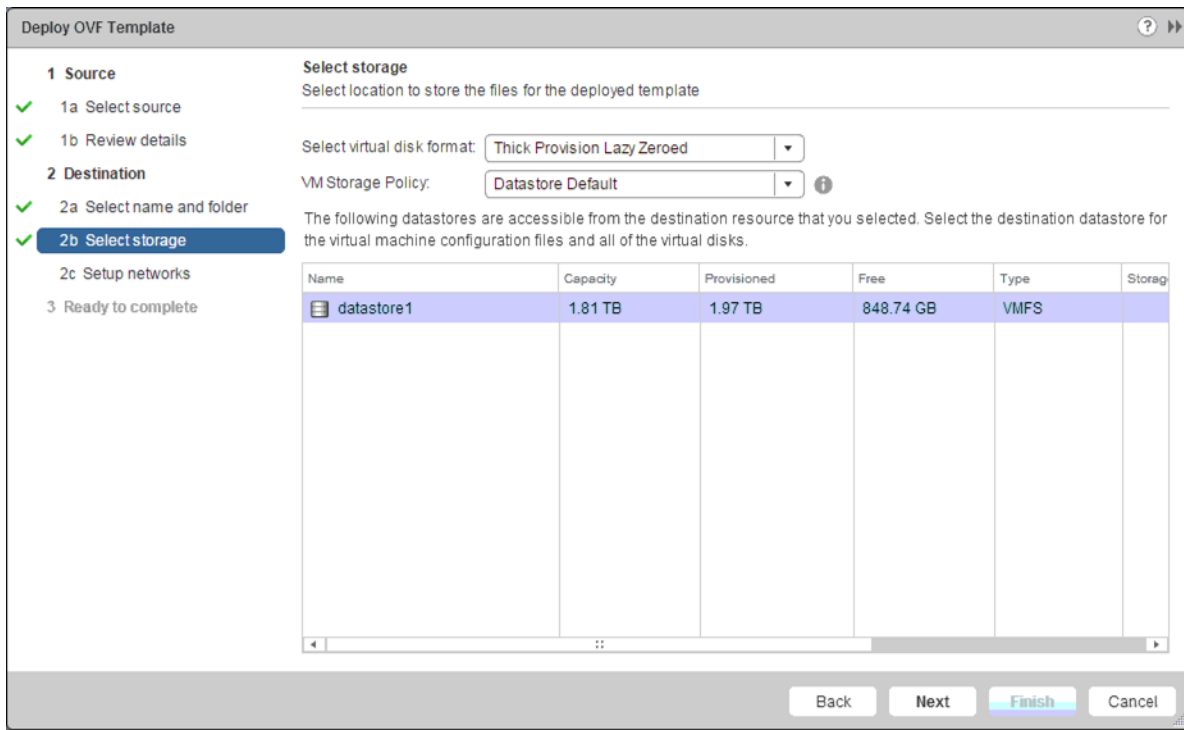 Deploy OVF Template
1 Source
1a Select source
1b Review details
2 Destination
2a Select name and folder
2b Select storage
2c Setup networks
3 Ready to complete
Select storage
Select location to store the files for the deployed template
Select virtual disk format: Thick Provision Lazy Zeroed
VM Storage Policy: Datastore Default
The following datastores are accessible from the destination resource that you selected. Select the destination datastore for
the virtual machine configuration files and all of the virtual disks.
Name Capacity Provisioned Free Type Storag
datastore1 1.81 TB 1.97 TB 848.74 GB VMFS
Back Next Finish Cancel